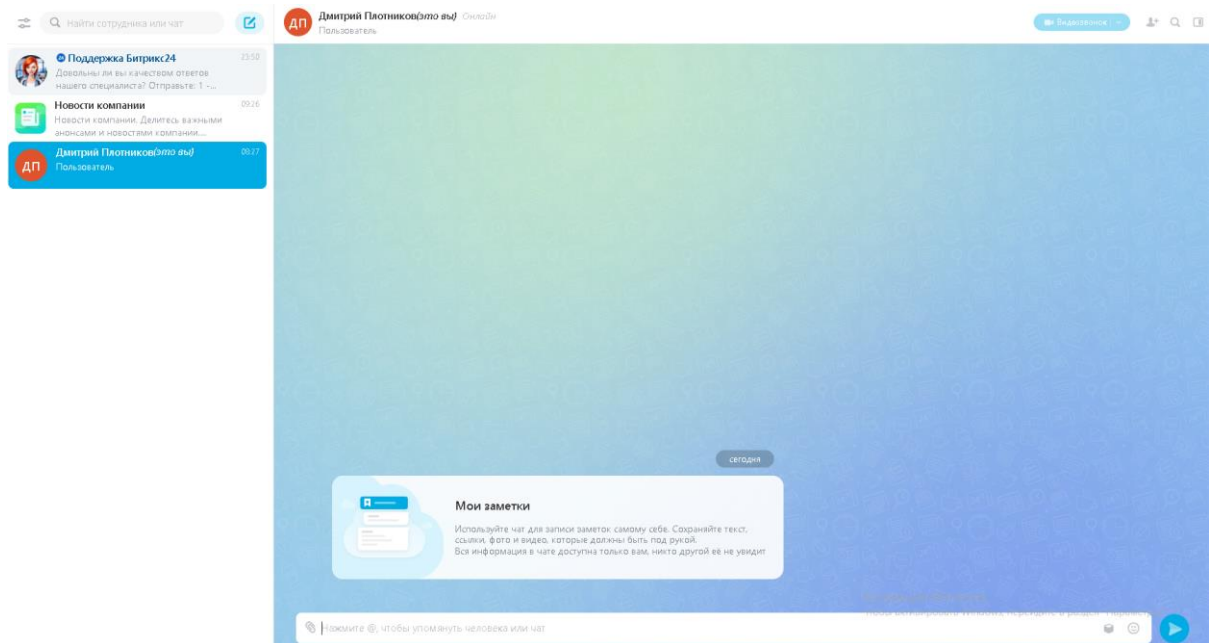 Найти сотрудника или чат
Поддержка Битрикс24
23:50
Довольны ли вы качеством ответов
нашего специалиста? Отправьте: 1 -...
Новости компании
09:26
Новости компании. Делитесь важными
анонсами и новостями компании...
ДП
Дмитрий Плотников(это вы)
08:27
Пользователь
ДП
Дмитрий Плотников(это вы) Онлайн
Пользователь
Видеозвонок
сегодня
Мои заметки
Используйте чат для записи заметок самому себе. Сохраняйте текст,
ссылки, фото и видео, которые должны быть под рукой.
Вся информация в чате доступна только вам, никто другой её не увидит
Нажмите @, чтобы упомянуть человека или чат